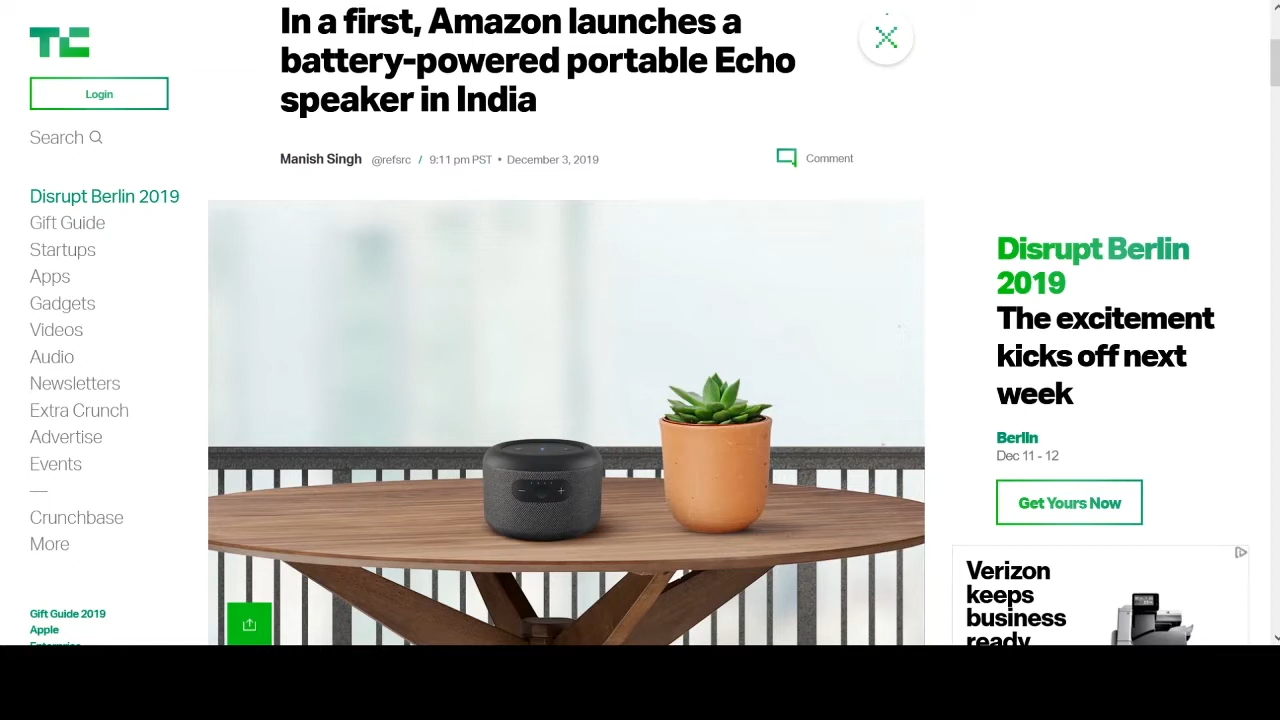 In a first, Amazon launches a
battery-powered portable Echo
speaker in India
Login
Search
Manish Singh @refsrc / 9:11 pm PST • December 3, 2019
Comment
Disrupt Berlin 2019
Gift Guide
Startups
Apps
Gadgets
Videos
Audio
Newsletters
Extra Crunch
Advertise
Events
—
Crunchbase
More
Gift Guide 2019
Apple
Enterprise
Disrupt Berlin
2019
The excitement
kicks off next
week
Berlin
Dec 11 - 12
Get Yours Now
Verizon
keeps
business
ready